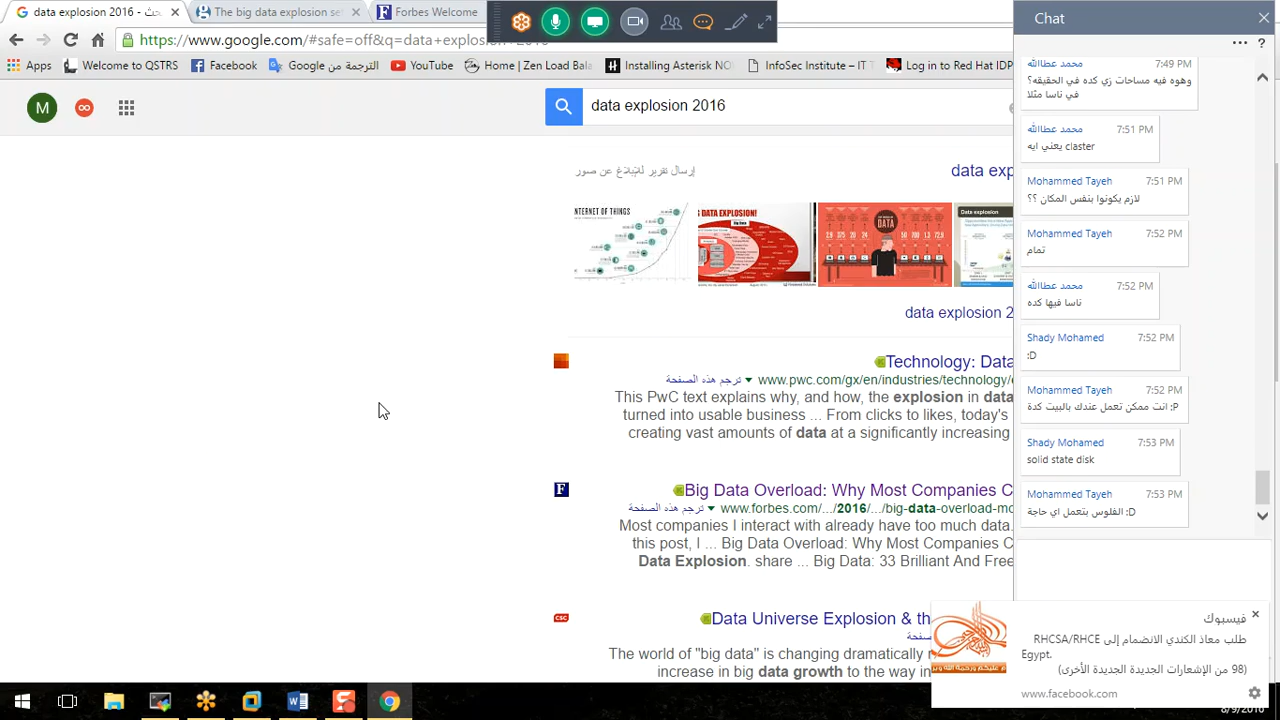 data explosion 2016 -
The big data explosion se
Forbes Welcome
https://www.google.com/
?safe=off&q=data+explosion
Apps
Welcome to QSTRS
Facebook
الترجمة من Google
YouTube
Home | Zen Load Bala
Installing Asterisk NO
InfoSec Institute – IT T
Log in to Red Hat IDP
M
data explosion 2016
إرسال تقرير للإبلاغ عن صور
data exp
NTERNET OF THINGS
DATA EXPLOSION!
DATA
Data explosion
data explosion 2
Technology: Data
ترجم هذه الصفحة
www.pwc.com/gx/en/industries/technology/
This PwC text explains why, and how, the explosion in data
turned into usable business ... From clicks to likes, today's
creating vast amounts of data at a significantly increasing
Big Data Overload: Why Most Companies C
ترجم هذه الصفحة
www.forbes.com/.../2016/.../big-data-overload-mo
Most companies I interact with already have too much data.
this post, I ... Big Data Overload: Why Most Companies C
Data Explosion. share ... Big Data: 33 Brilliant And Free
CSC
Data Universe Explosion & th
صفحة
The world of "big data" is changing dramatically r
increase in big data growth to the way in
Chat
محمد عطاالله 7:49 PM
وهوه فيه مساحات زي كده في الحقيقه؟
في ناسا مثلا
محمد عطاالله 7:51 PM
يعني ايه claster
Mohammed Tayeh 7:51 PM
لازم يكونوا بنفس المكان ؟؟
Mohammed Tayeh 7:52 PM
تمام
محمد عطاالله 7:52 PM
ناسا فيها كده
Shady Mohamed 7:52 PM
:D
Mohammed Tayeh 7:52 PM
انت ممكن تعمل عندك بالبيت كدة :P
Shady Mohamed 7:53 PM
solid state disk
Mohammed Tayeh 7:53 PM
الفلوس بتعمل اي حاجة :D
فيسبوك
طلب معاذ الكندي الانضمام إلى RHCSA/RHCE
Egypt.
(98 من الإشعارات الجديدة الجديدة الأخرى)
www.facebook.com
8/9/2016